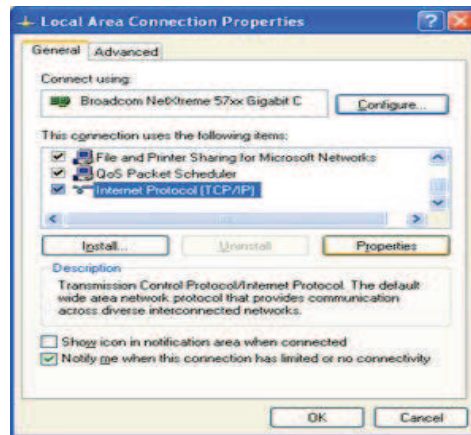 Local Area Connection Properties
General
Advanced
Connect using:
Broadcom NetXtreme 57xx Gigabit C
Configure...
This connection uses the following items:
File and Printer Sharing for Microsoft Networks
QoS Packet Scheduler
Internet Protocol (TCP/IP)
Install...
Uninstall
Properties
Description
Transmission Control Protocol/Internet Protocol. The default
wide area network protocol that provides communication
across diverse interconnected networks.
Show icon in notification area when connected
Notify me when this connection has limited or no connectivity
OK
Cancel